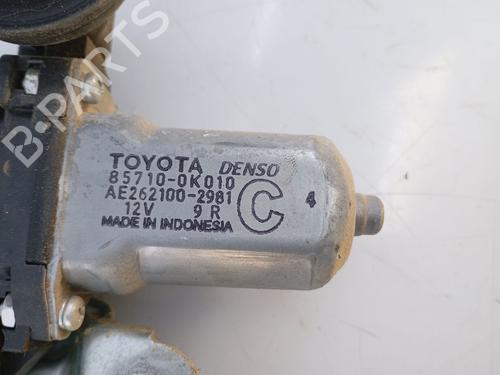 B-PARTS
TOYOTA DENSO
85710-0K010
AE262100-2981
12V 9 R
MADE IN INDONESIA
C
4